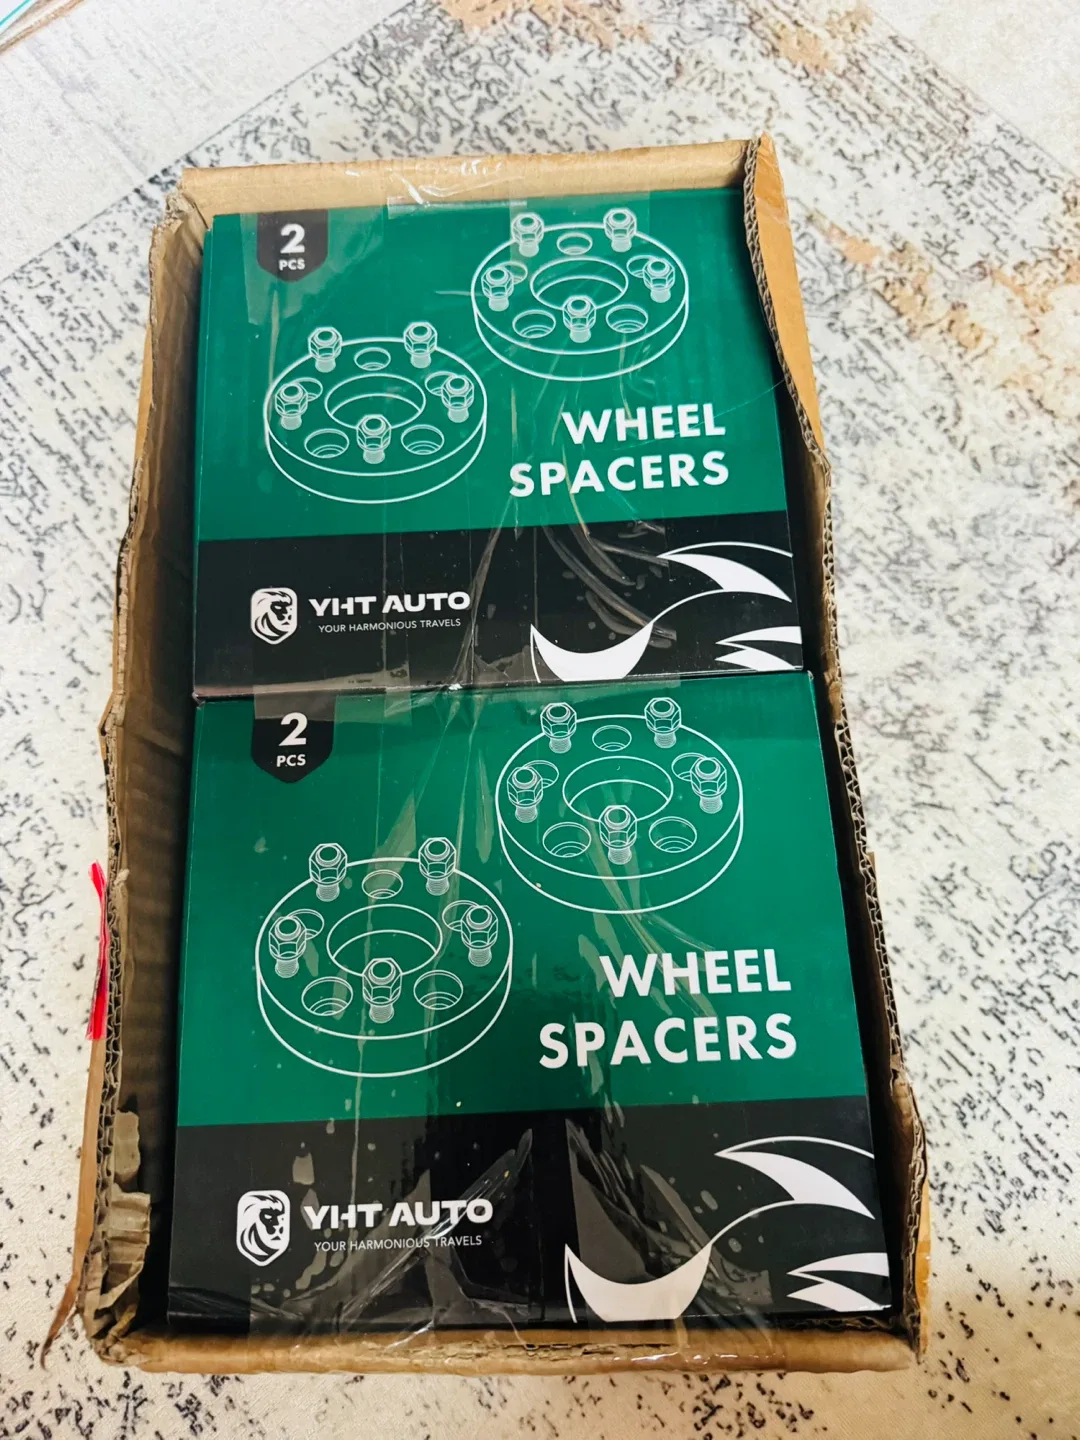 2
PCS
WHEEL
SPACERS
YHT AUTO
YOUR HARMONIOUS TRAVELS
2
PCS
WHEEL
SPACERS
YHT AUTO
YOUR HARMONIOUS TRAVELS